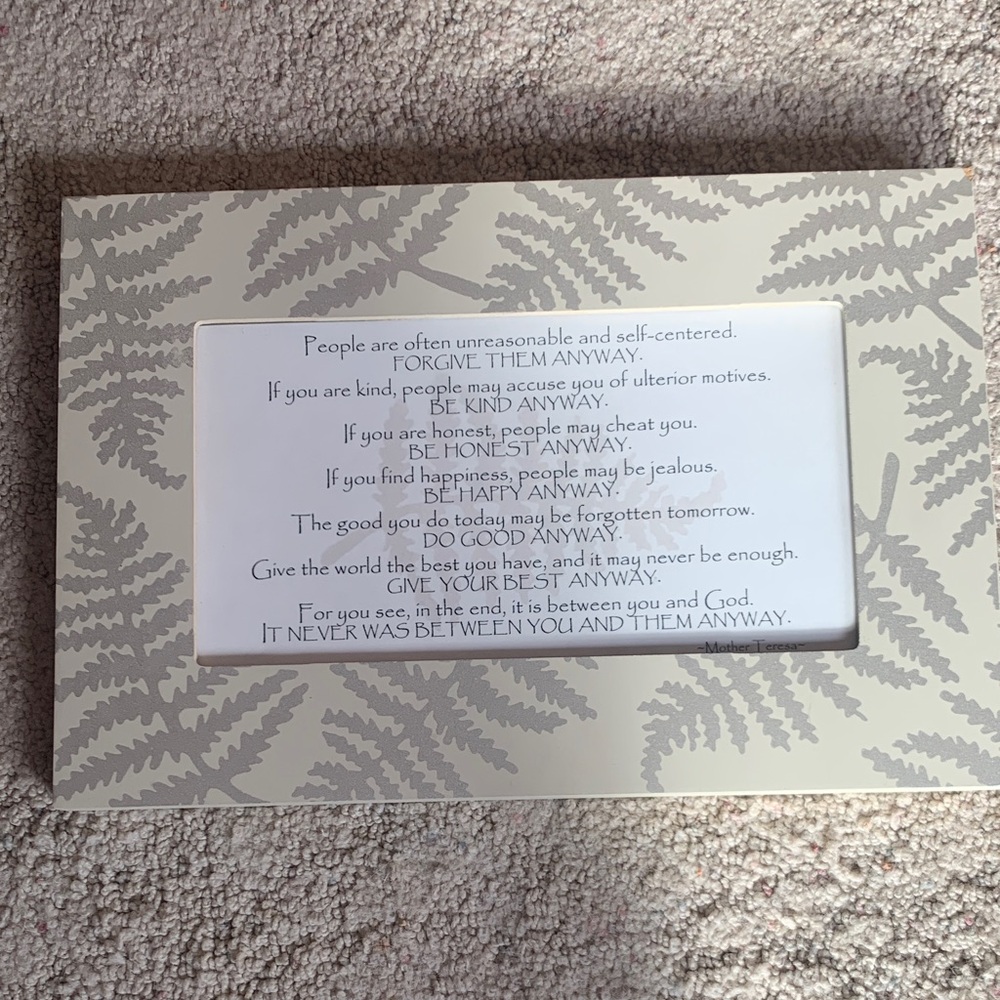 People are often unreasonable and self-centered.
FORGIVE THEM ANYWAY.
If you are kind, people may accuse you of ulterior motives.
BE KIND ANYWAY.
If you are honest, people may cheat you.
BE HONEST ANYWAY.
If you find happiness, people may be jealous.
BE HAPPY ANYWAY.
The good you do today may be forgotten tomorrow.
DO GOOD ANYWAY.
Give the world the best you have, and it may never be enough.
GIVE YOUR BEST ANYWAY.
For you see, in the end, it is between you and God.
IT NEVER WAS BETWEEN YOU AND THEM ANYWAY.
~Mother Teresa~